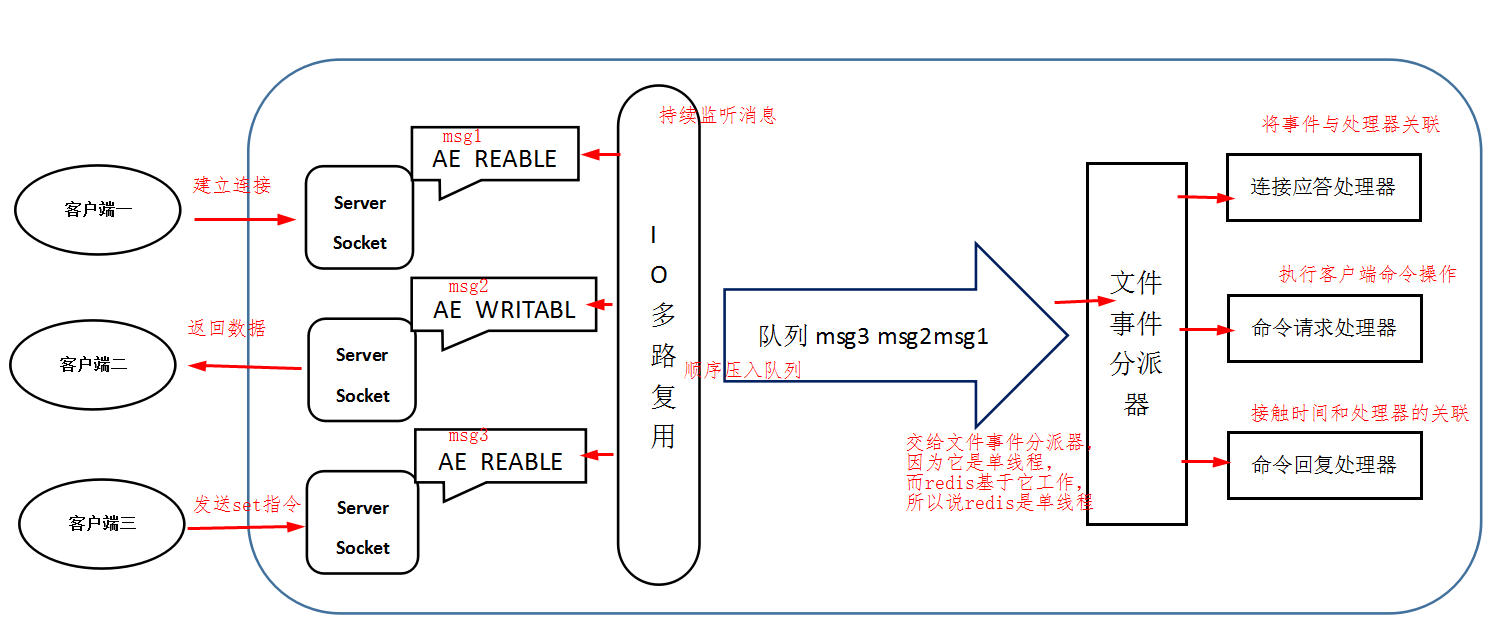 客户端一
建立连接
Server
Socket
msg1
AE REABLE
客户端二
返回数据
Server
Socket
msg2
AE WRITABL
客户端三
发送set指令
Server
Socket
msg3
AE REABLE
持续监听消息
I
O
多
路
复
用
顺序压入队列
队列 msg3 msg2msg1
交给文件事件分派器，
因为它是单线程，
而redis基于它工作，
所以说redis是单线程
文件
事件
分派
器
将事件与处理器关联
连接应答处理器
执行客户端命令操作
命令请求处理器
接触时间和处理器的关联
命令回复处理器